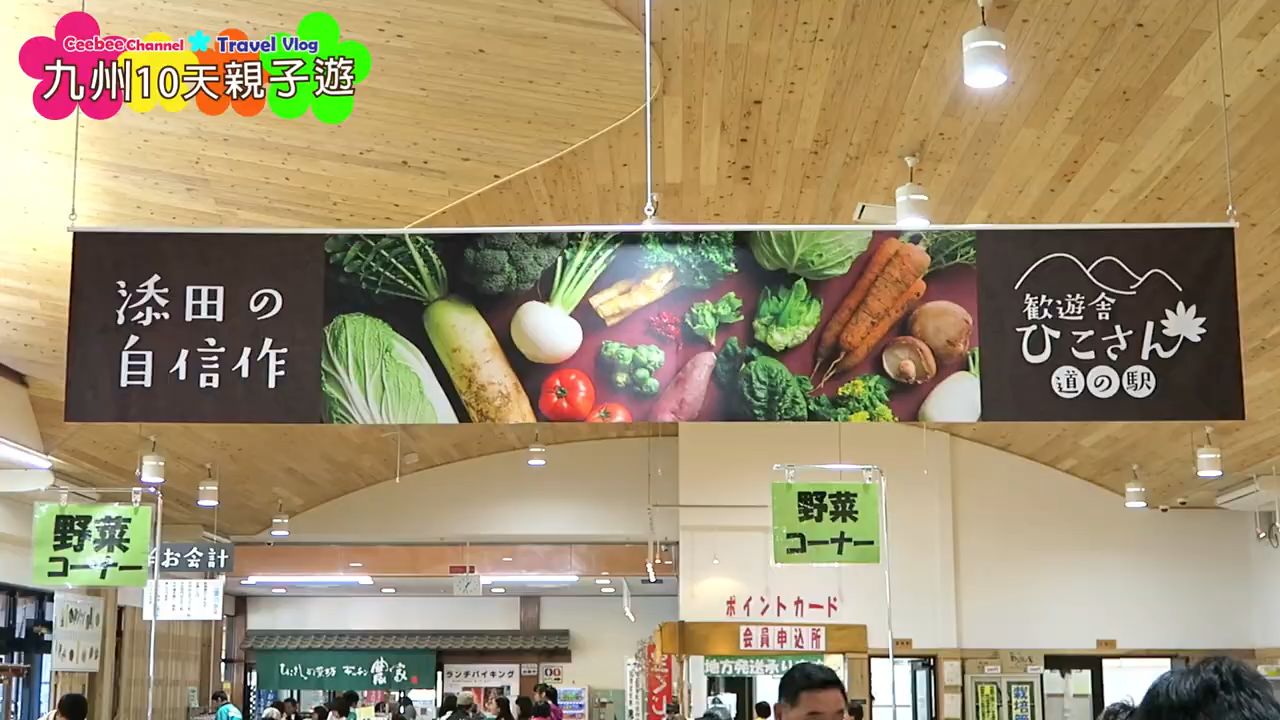 Ceebee Channel Travel Vlog
九州10天親子遊
添田の
自信作
歓遊舎
ひこさん
道の駅
野菜
コーナー
お会計
野菜
コーナー
ポイントカード
会員申込所
地方発送承り
ランチバイキング
農家